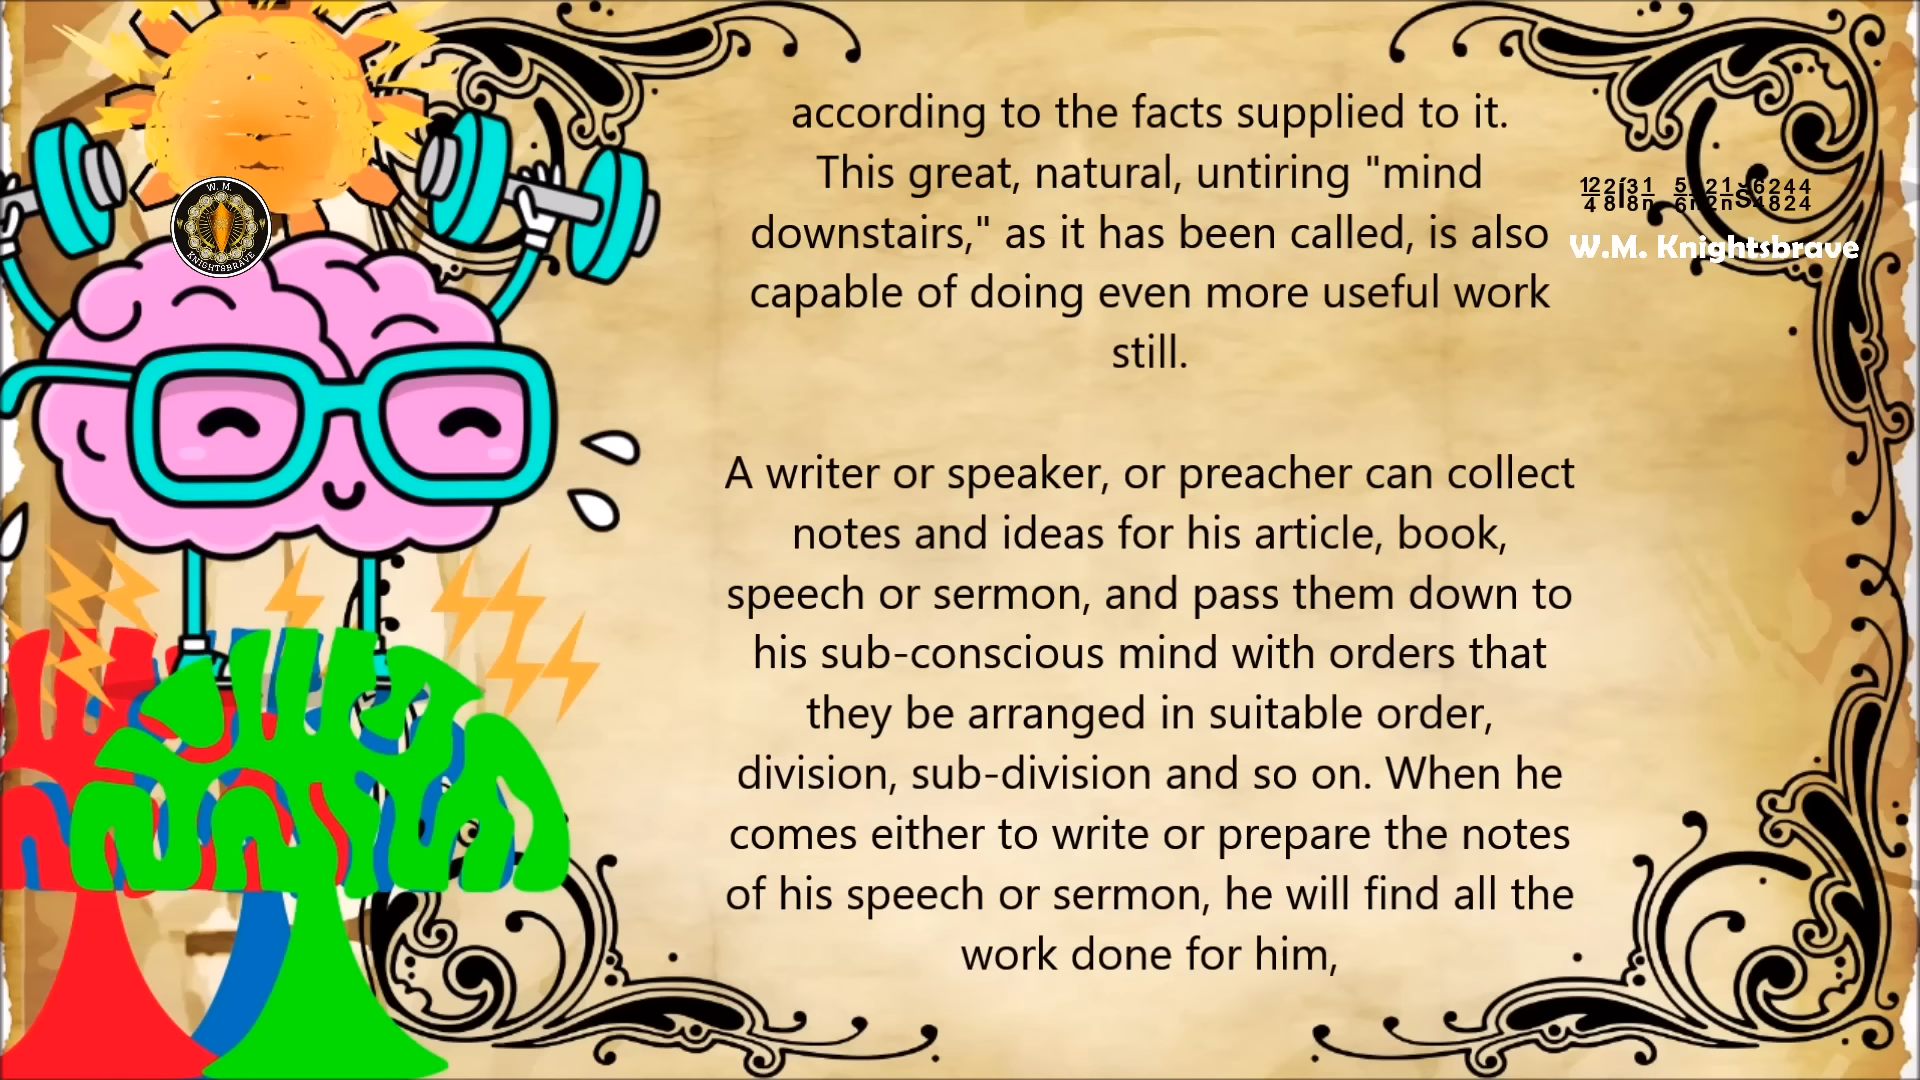 according to the facts supplied to it.
This great, natural, untiring "mind
downstairs," as it has been called, is also
capable of doing even more useful work
still.
A writer or speaker, or preacher can collect
notes and ideas for his article, book,
speech or sermon, and pass them down to
his sub-conscious mind with orders that
they be arranged in suitable order,
division, sub-division and so on. When he
comes either to write or prepare the notes
of his speech or sermon, he will find all the
work done for him,
W.M. Knightsbrave
W. M.
KNIGHTSBRAVE